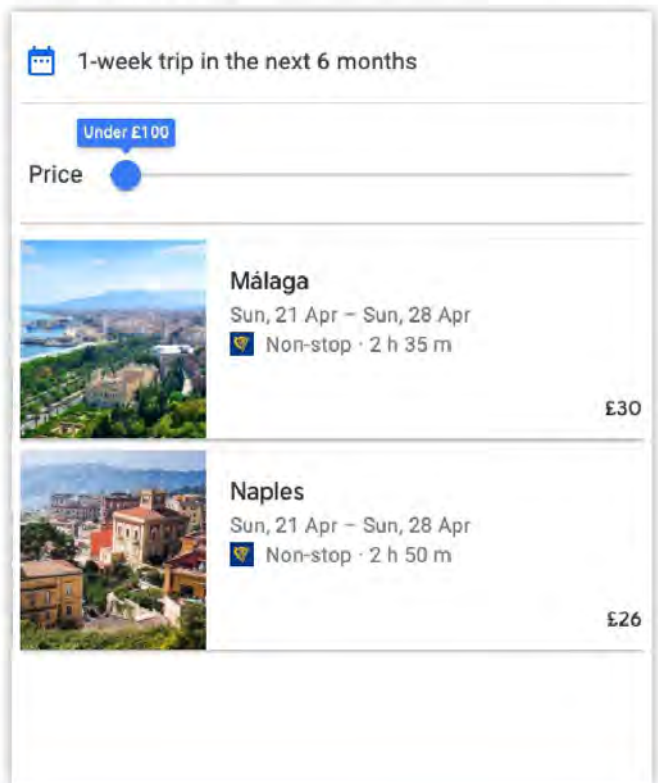 1-week trip in the next 6 months
Under £100
Price
Málaga
Sun, 21 Apr – Sun, 28 Apr
Non-stop · 2 h 35 m
£30
Naples
Sun, 21 Apr – Sun, 28 Apr
Non-stop · 2 h 50 m
£26